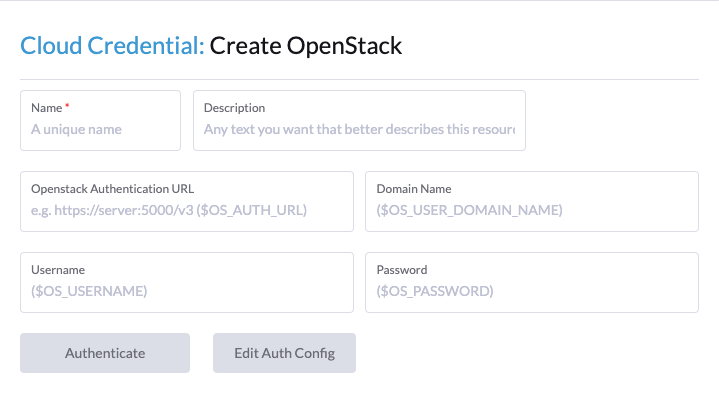 Cloud Credential: Create OpenStack
Name *
A unique name
Description
Any text you want that better describes this
Openstack Authentication URL
e.g. https://server:5000/v3 ($OS_AUTH_URL)
Domain Name
($OS_USER_DOMAIN_NAME)
Username
($OS_USERNAME)
Password
($OS_PASSWORD)
Authenticate
Edit Auth Config